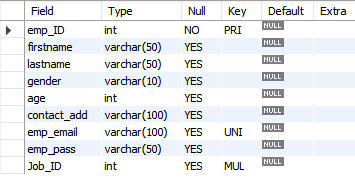 Field Type Null Key Default Extra
emp_ID int NO PRI NULL
firstname varchar(50) YES NULL
lastname varchar(50) YES NULL
gender varchar(10) YES NULL
age int YES NULL
contact_add varchar(100) YES NULL
emp_email varchar(100) YES UNI NULL
emp_pass varchar(50) YES NULL
Job_ID int YES MUL NULL